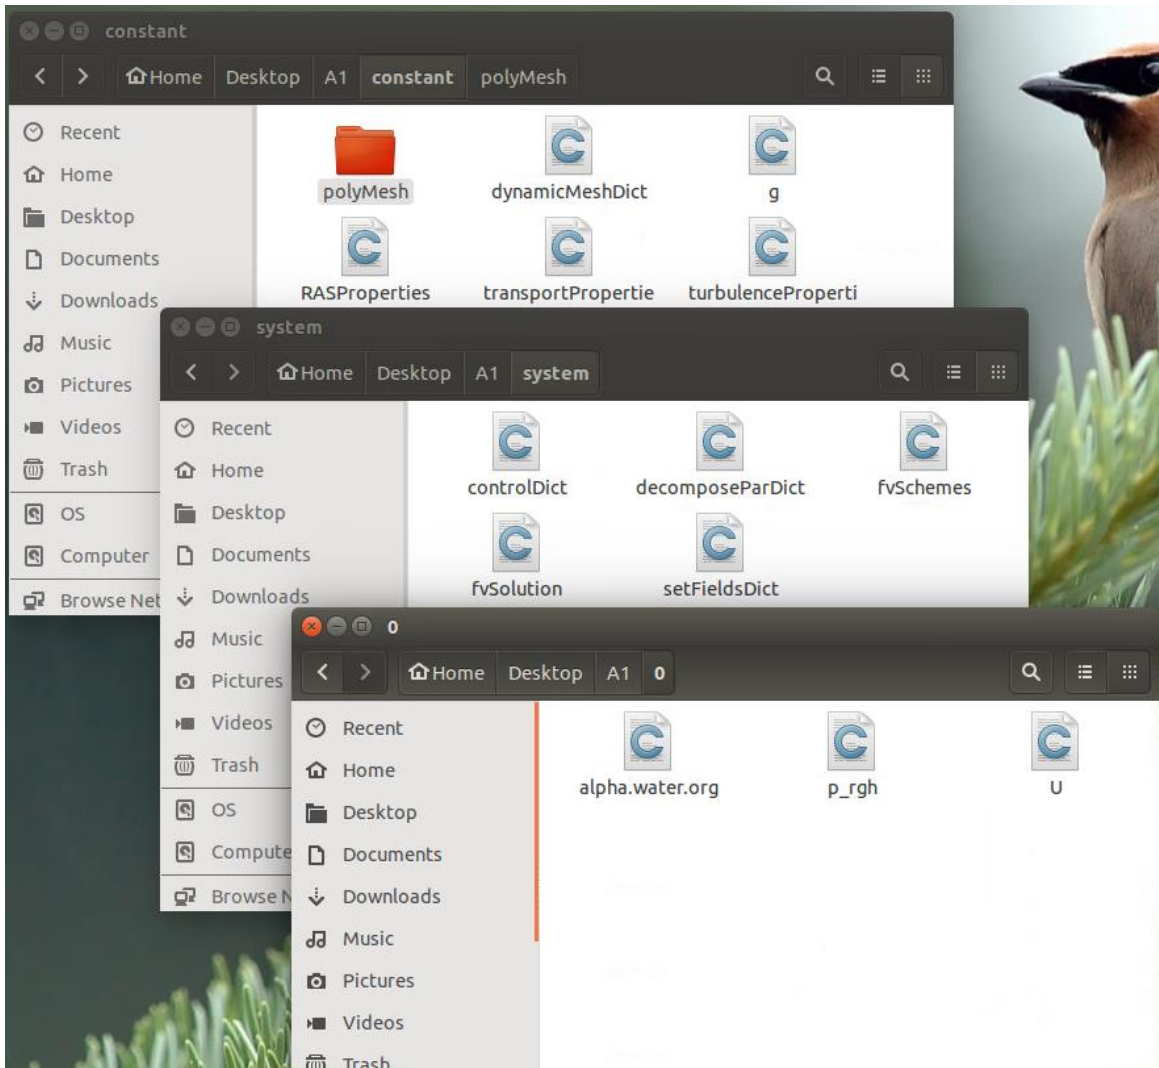 constant
Home Desktop A1 constant polyMesh
Recent
Home
Desktop
Documents
Downloads
Music
Pictures
Videos
Trash
OS
Computer
Browse Net
polyMesh dynamicMeshDict g
RASProperties transportPropertie turbulenceProperti
system
Home Desktop A1 system
Recent
Home
Desktop
Documents
Downloads
Music
Pictures
Videos
Trash
OS
Compute
Browse N
controlDict decomposeParDict fvSchemes
fvSolution setFieldsDict
0
Home Desktop A1 0
Recent
Home
Desktop
Documents
Downloads
Music
Pictures
Videos
Trash
alpha.water.org p_rgh U